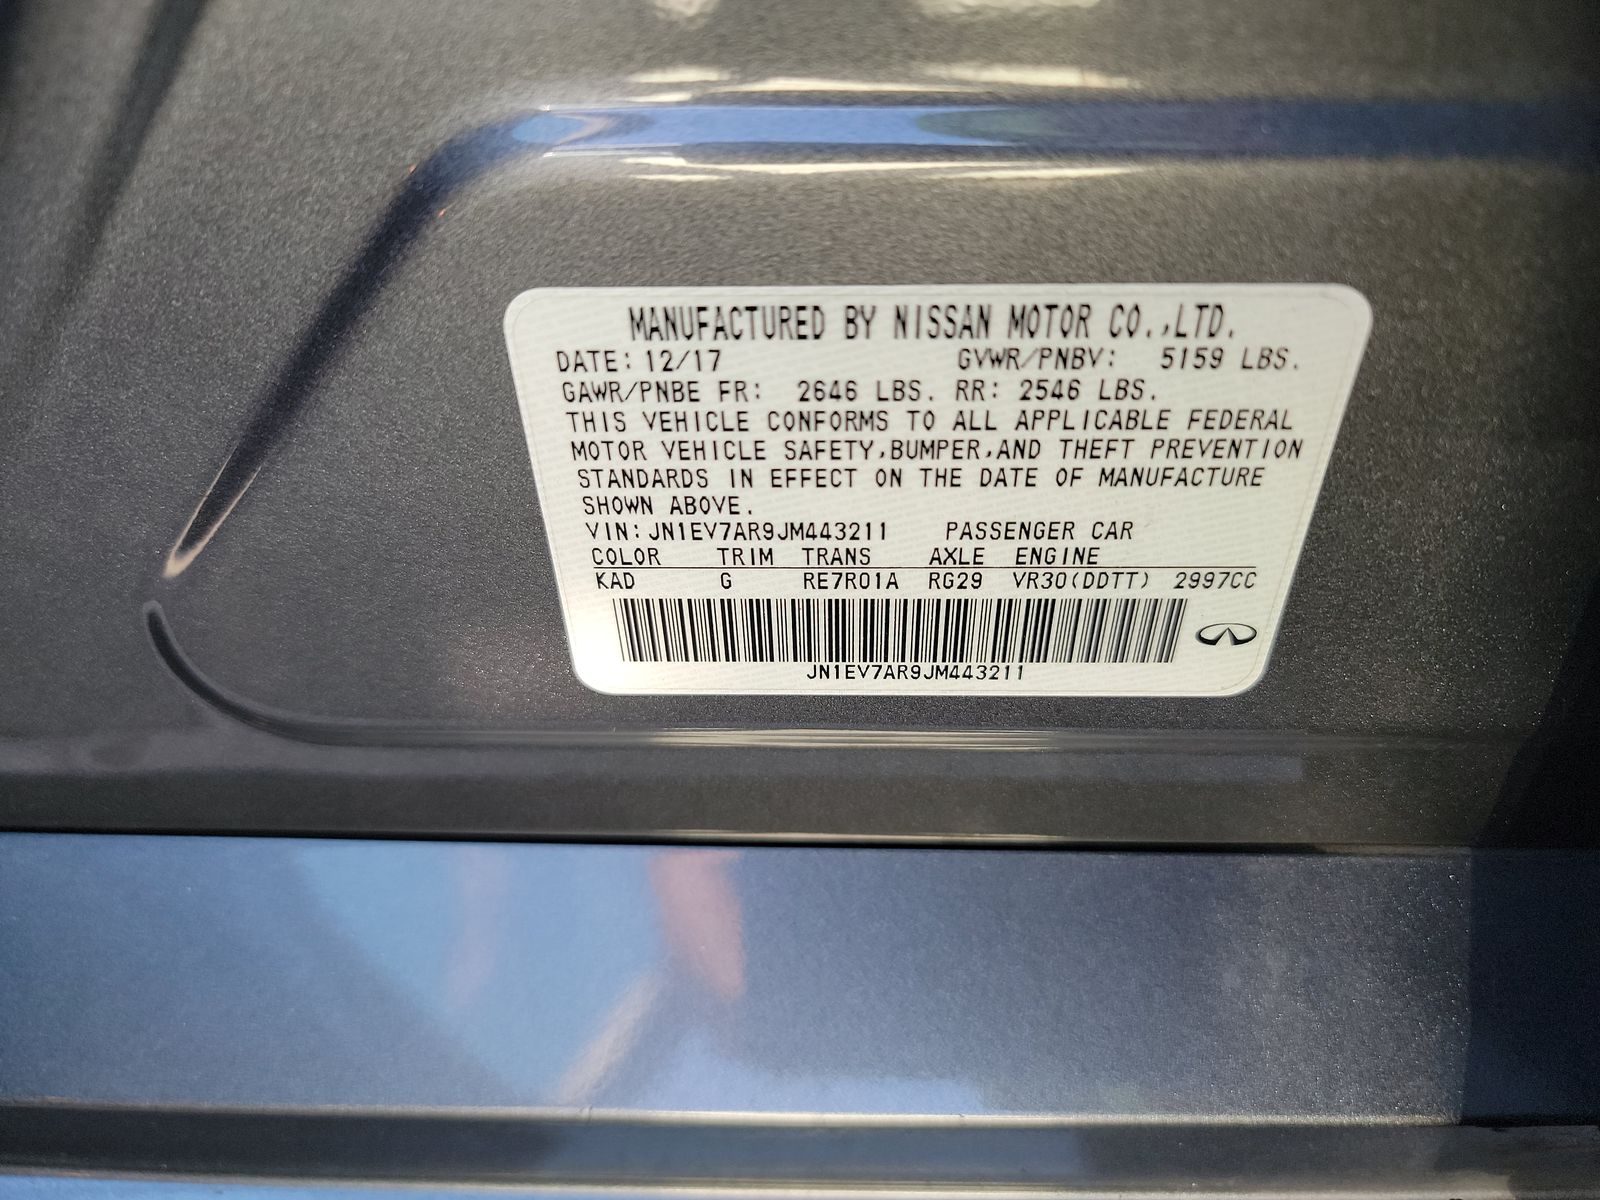 MANUFACTURED BY NISSAN MOTOR CO.,LTD.
DATE: 12/17 GVWR/PNBV: 5159 LBS.
GAWR/PNBE FR: 2646 LBS. RR: 2546 LBS.
THIS VEHICLE CONFORMS TO ALL APPLICABLE FEDERAL
MOTOR VEHICLE SAFETY,BUMPER,AND THEFT PREVENTION
STANDARDS IN EFFECT ON THE DATE OF MANUFACTURE
SHOWN ABOVE.
VIN:JN1EV7AR9JM443211 PASSENGER CAR
COLOR TRIM TRANS AXLE ENGINE
KAD G RE7R01A RG29 VR30(DDTT) 2997CC
JN1EV7AR9JM443211